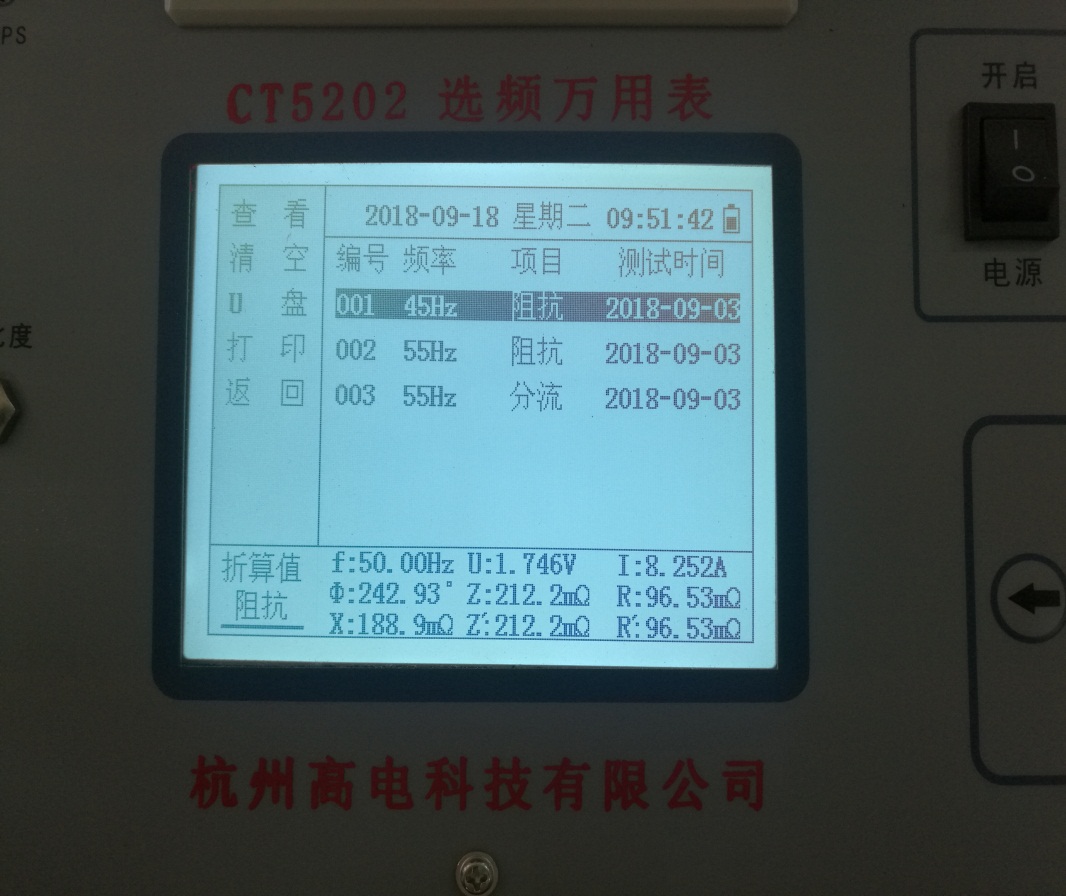 PS
CT5202 选频万用表
开启
电源
度
查 看
清 空
U 盘
打 印
返 回
2018-09-18 星期二 09:51:42
编号 频率 项目 测试时间
001 45Hz 阻抗 2018-09-03
002 55Hz 阻抗 2018-09-03
003 55Hz 分流 2018-09-03
折算值
阻抗
f:50.00Hz U:1.746V I:8.252A
Φ:242.93° Z:212.2mΩ R:96.53mΩ
X:188.9mΩ Z′:212.2mΩ R′:96.53mΩ
杭州高电科技有限公司